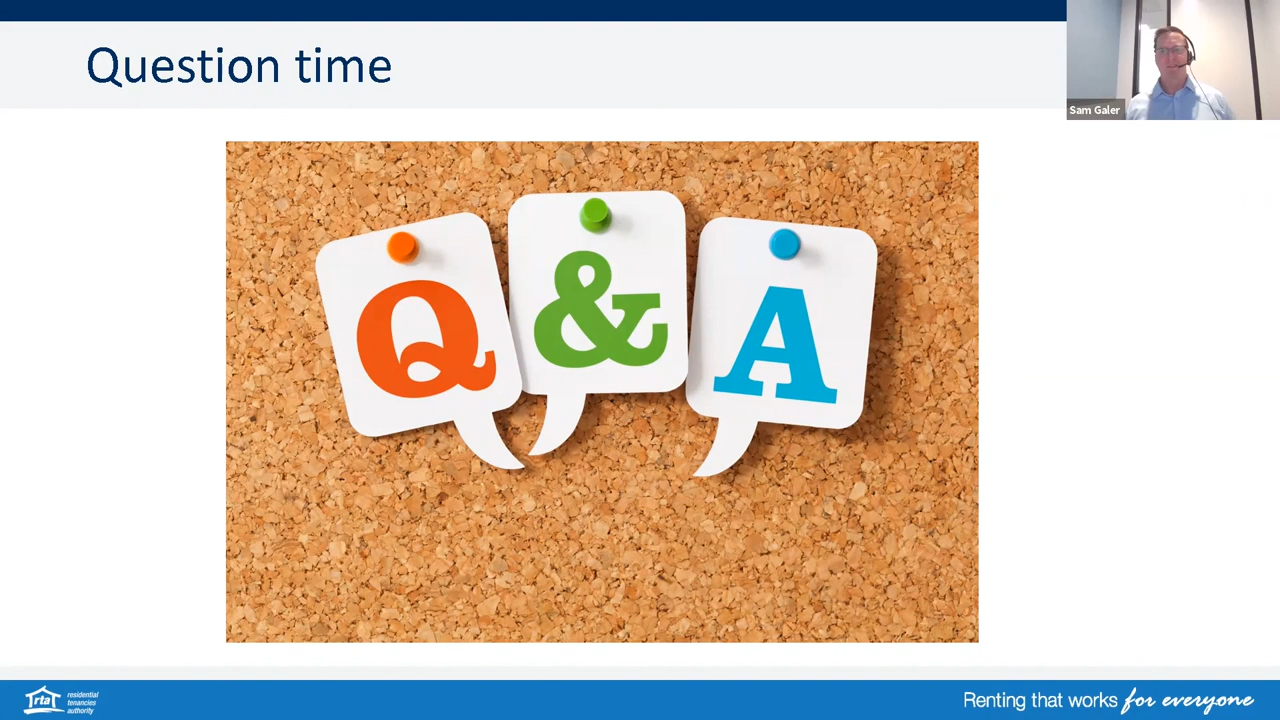 Question time
Sam Galer
Q & A
rta
residential
tenancies
authority
Renting that works for everyone